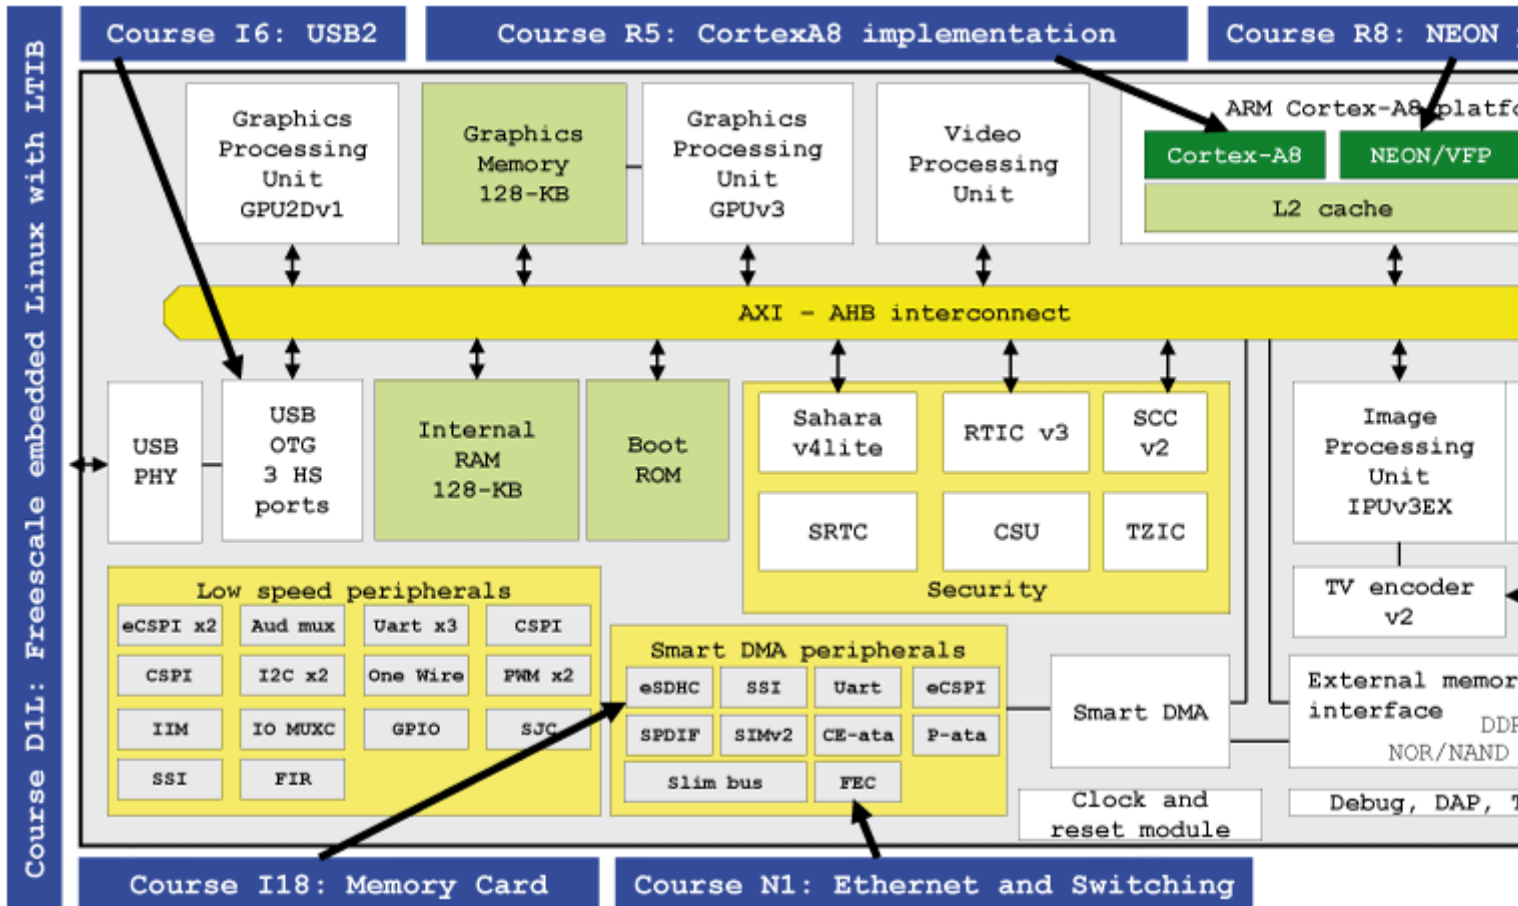 Course D1L: Freescale embedded Linux with LTIB
Course I6: USB2
Course R5: CortexA8 implementation
Course R8: NEON
Graphics
Processing
Unit
GPU2Dv1
Graphics
Memory
128-KB
Graphics
Processing
Unit
GPUv3
Video
Processing
Unit
ARM Cortex-A8 platfo
Cortex-A8
NEON/VFP
L2 cache
AXI - AHB interconnect
USB
PHY
USB
OTG
3 HS
ports
Internal
RAM
128-KB
Boot
ROM
Sahara
v4lite
RTIC v3
SCC
v2
SRTC
CSU
TZIC
Security
Image
Processing
Unit
IPUv3EX
TV encoder
v2
Low speed peripherals
eCSPI x2
Aud mux
Uart x3
CSPI
CSPI
I2C x2
One Wire
PWM x2
IIM
IO MUXC
GPIO
SJC
SSI
FIR
Smart DMA peripherals
eSDHC
SSI
Uart
eCSPI
SPDIF
SIMv2
CE-ata
P-ata
Slim bus
FEC
Smart DMA
External memor
interface
DDR
NOR/NAND
Clock and
reset module
Debug, DAP, T
Course I18: Memory Card
Course N1: Ethernet and Switching